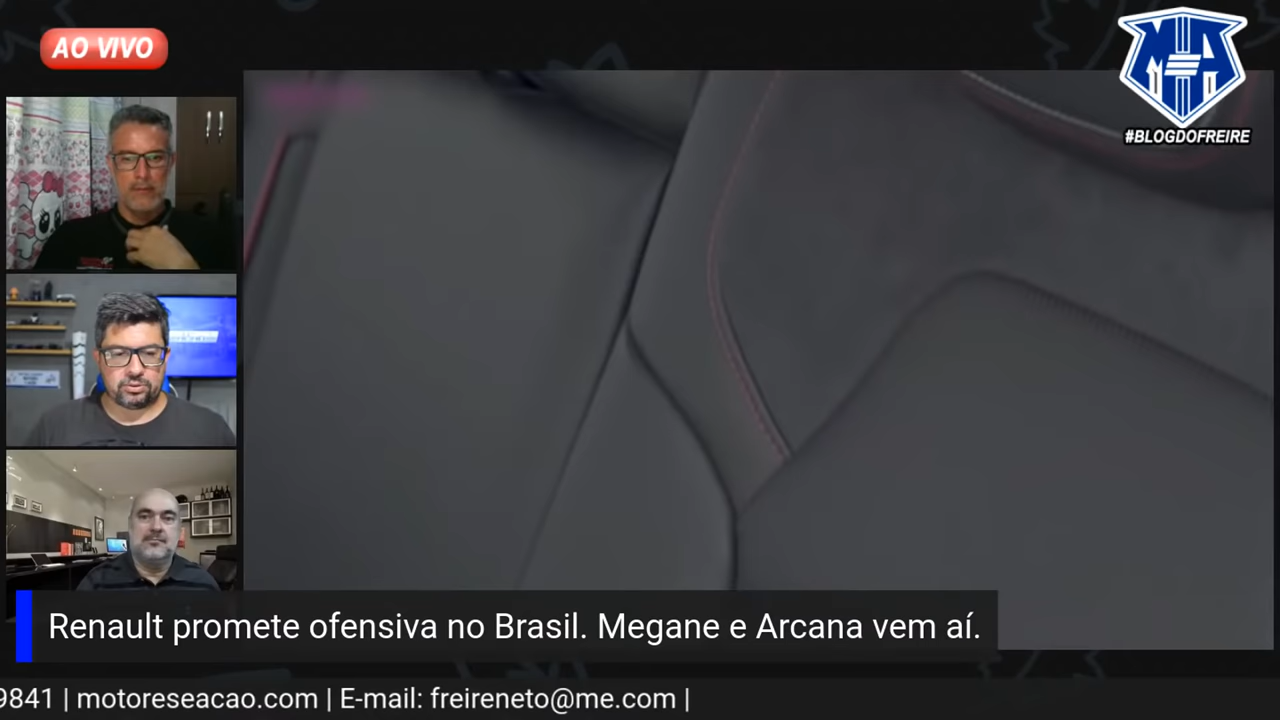 AO VIVO
M=A
#BLOGDOFREIRE
Renault promete ofensiva no Brasil. Megane e Arcana vem aí.
9841 | motoreseacao.com | E-mail: freireneto@me.com |